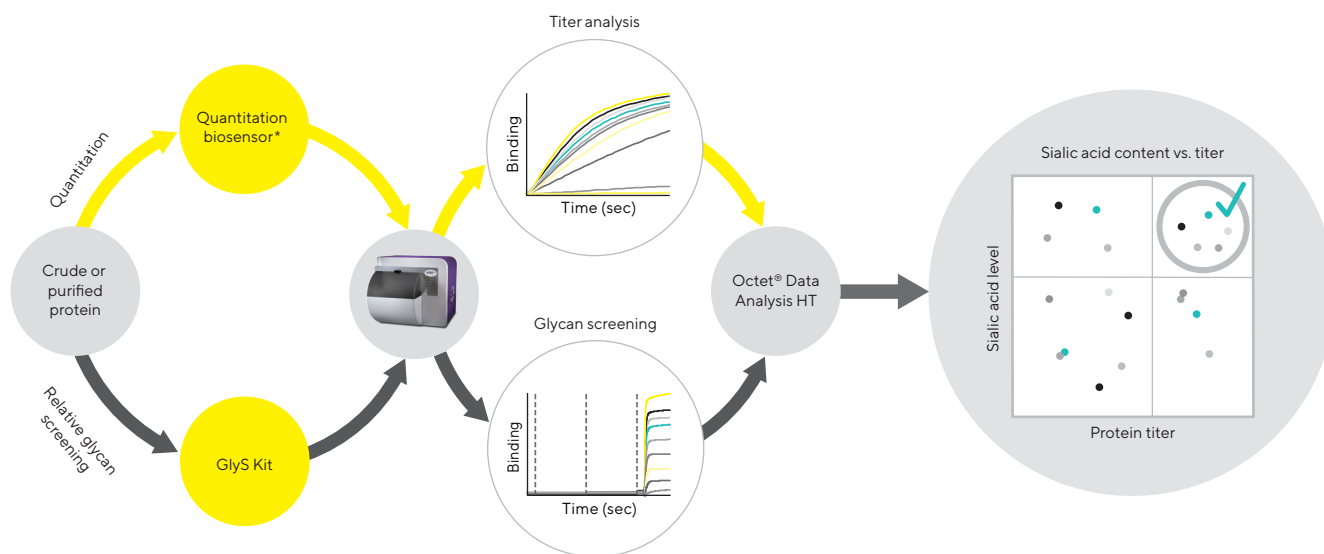 Titer analysis
Quantitation
biosensor*
Quantitation
Binding
Time (sec)
Crude or
purified
protein
Octet® Data
Analysis HT
Relative glycan
screening
GlyS Kit
Glycan screening
Binding
Time (sec)
Sialic acid content vs. titer
Sialic acid level
Protein titer